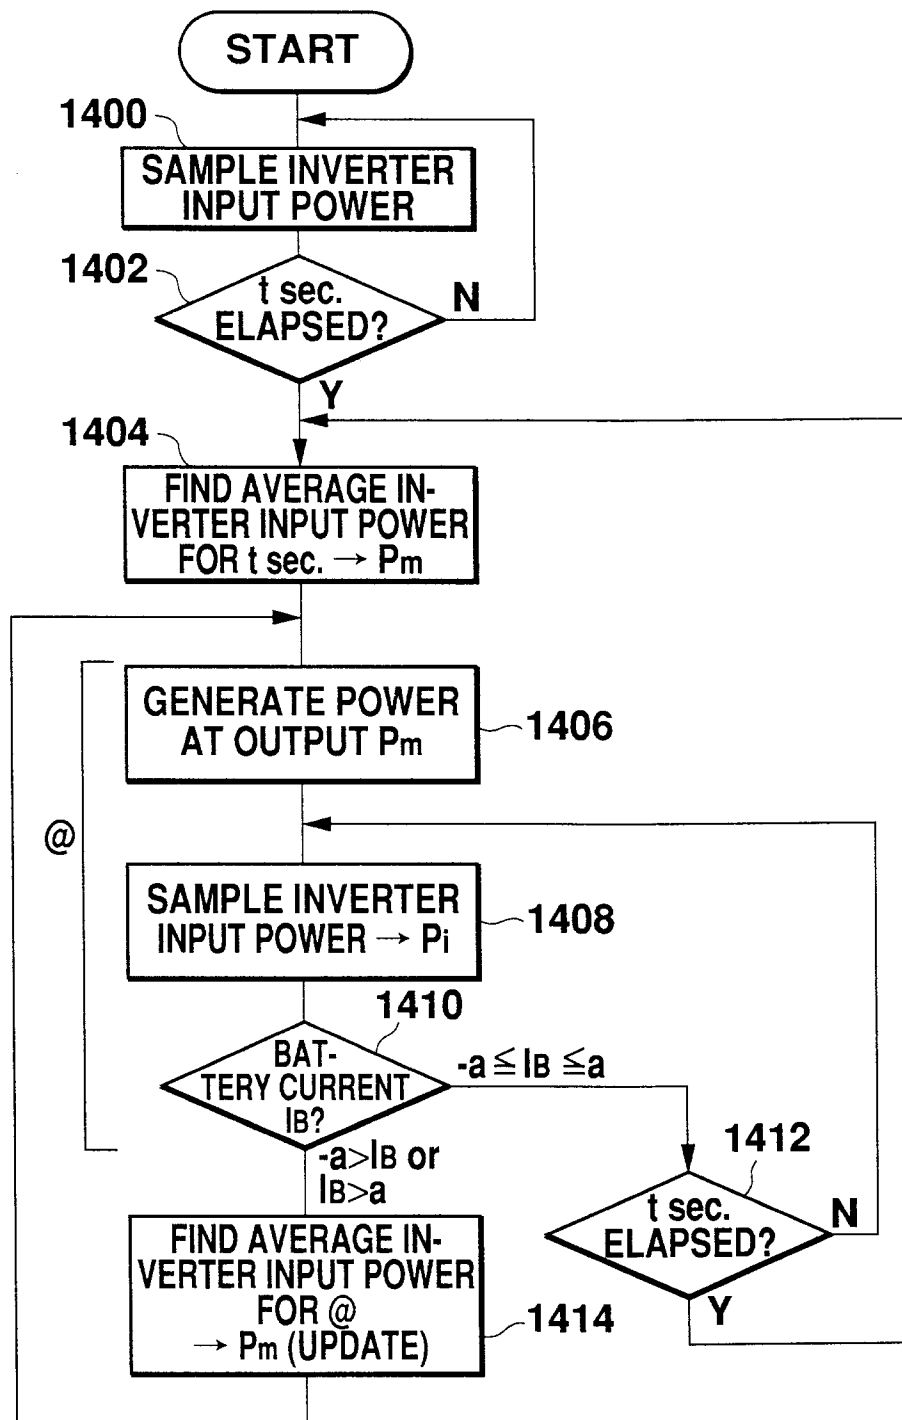 START
1400
SAMPLE INVERTER
INPUT POWER
1402
t sec.
ELAPSED?
N
Y
1404
FIND AVERAGE IN-
VERTER INPUT POWER
FOR t sec. → Pm
GENERATE POWER
AT OUTPUT Pm
1406
@
SAMPLE INVERTER
INPUT POWER → Pi
1408
1410
BAT-
TERY CURRENT
IB?
-a ≦ IB ≦ a
-a>IB or
IB>a
1412
t sec.
ELAPSED?
N
Y
FIND AVERAGE IN-
VERTER INPUT POWER
FOR @
→ Pm (UPDATE)
1414